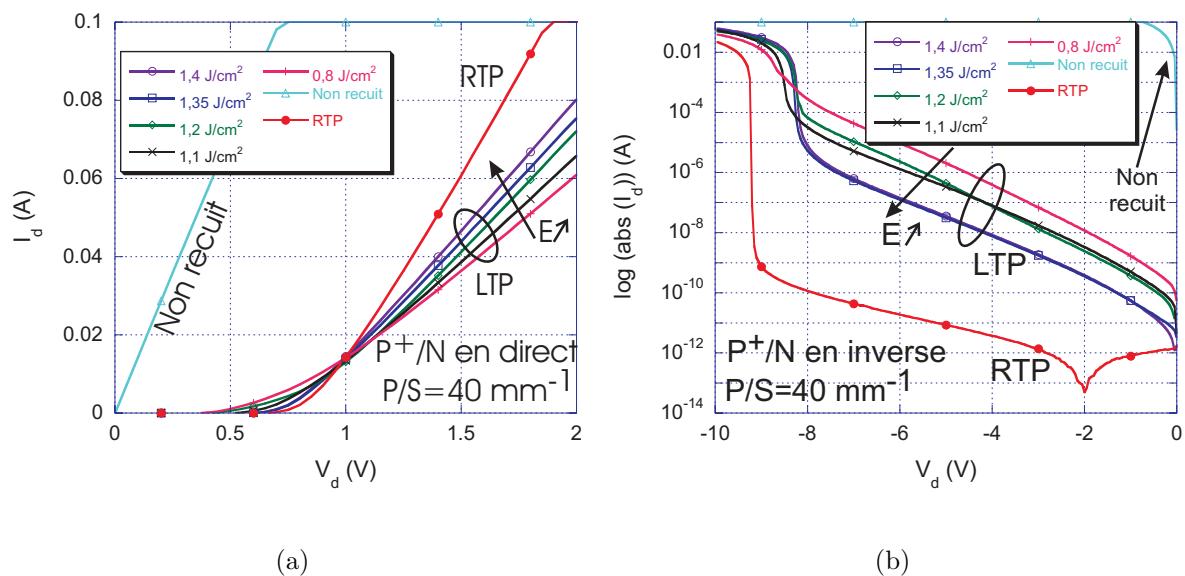 0.1
0.08
0.06
0.04
0.02
0
I_d (A)
1,4 J/cm²
1,35 J/cm²
1,2 J/cm²
1,1 J/cm²
0,8 J/cm²
Non recuit
RTP
RTP
Non recuit
E↗
LTP
P⁺/N en direct
P/S=40 mm⁻¹
0
0.5
1
1.5
2
V_d (V)
(a)
0.01
10⁻⁴
10⁻⁶
10⁻⁸
10⁻¹⁰
10⁻¹²
10⁻¹⁴
log (abs (I_d)) (A)
1,4 J/cm²
1,35 J/cm²
1,2 J/cm²
1,1 J/cm²
0,8 J/cm²
Non recuit
RTP
Non
recuit
E↗
LTP
P⁺/N en inverse
P/S=40 mm⁻¹
RTP
-10
-8
-6
-4
-2
0
V_d (V)
(b)